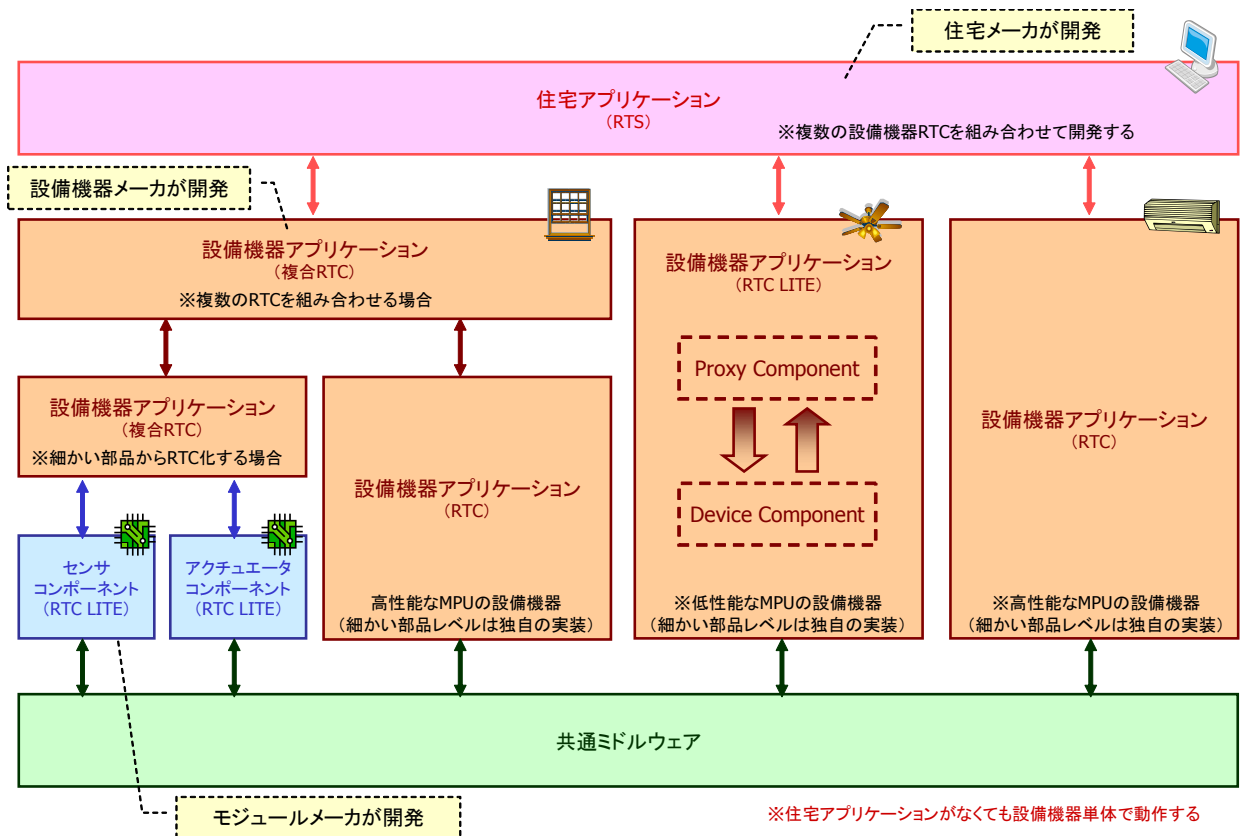 住宅メーカが開発
住宅アプリケーション
（RTS）
※複数の設備機器RTCを組み合わせて開発する
設備機器メーカが開発
設備機器アプリケーション
（複合RTC）
※複数のRTCを組み合わせる場合
設備機器アプリケーション
（RTC LITE）
Proxy Component
Device Component
※低性能なMPUの設備機器
（細かい部品レベルは独自の実装）
設備機器アプリケーション
（RTC）
※高性能なMPUの設備機器
（細かい部品レベルは独自の実装）
設備機器アプリケーション
（複合RTC）
※細かい部品からRTC化する場合
設備機器アプリケーション
（RTC）
高性能なMPUの設備機器
（細かい部品レベルは独自の実装）
センサ
コンポーネント
（RTC LITE）
アクチュエータ
コンポーネント
（RTC LITE）
共通ミドルウェア
モジュールメーカが開発
※住宅アプリケーションがなくても設備機器単体で動作する